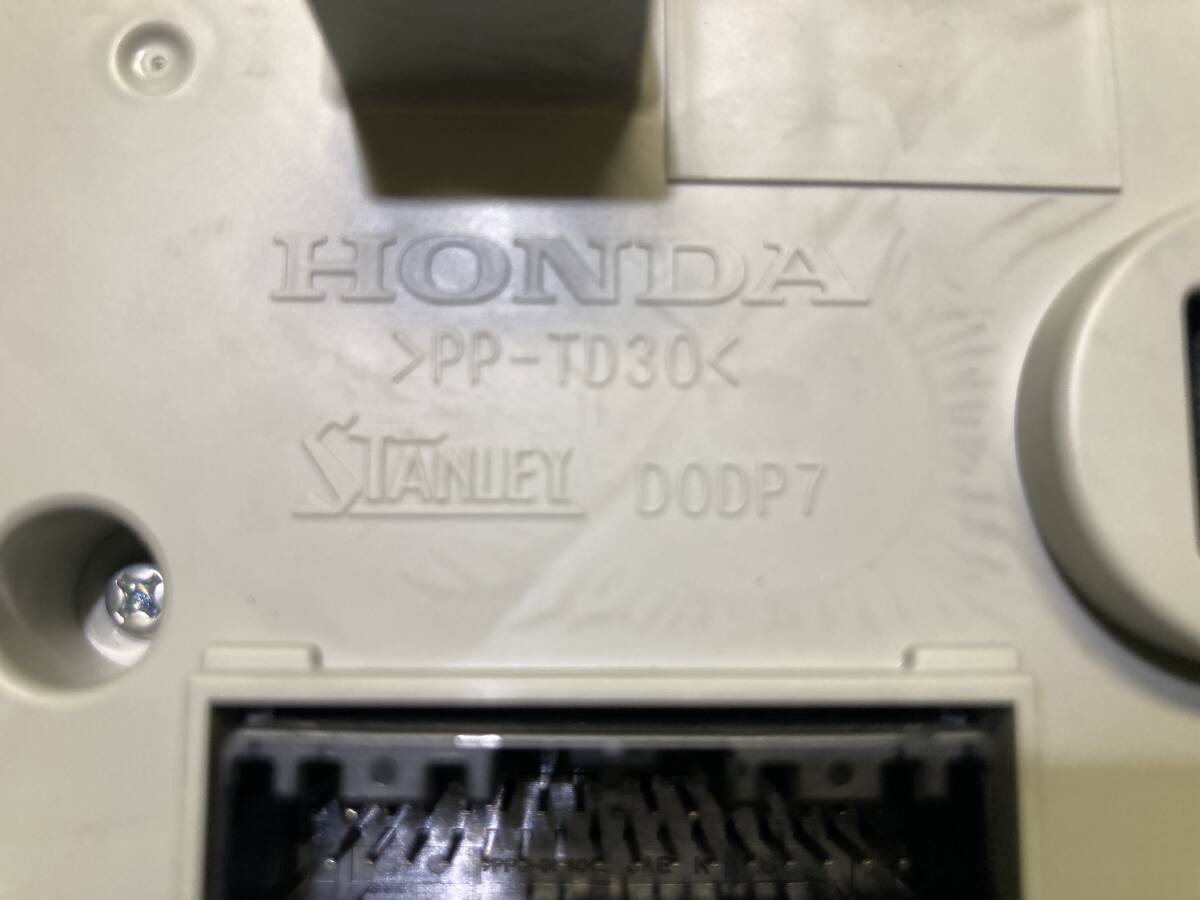 HONDA
>PP-TD30<
STANLEY D0DP7